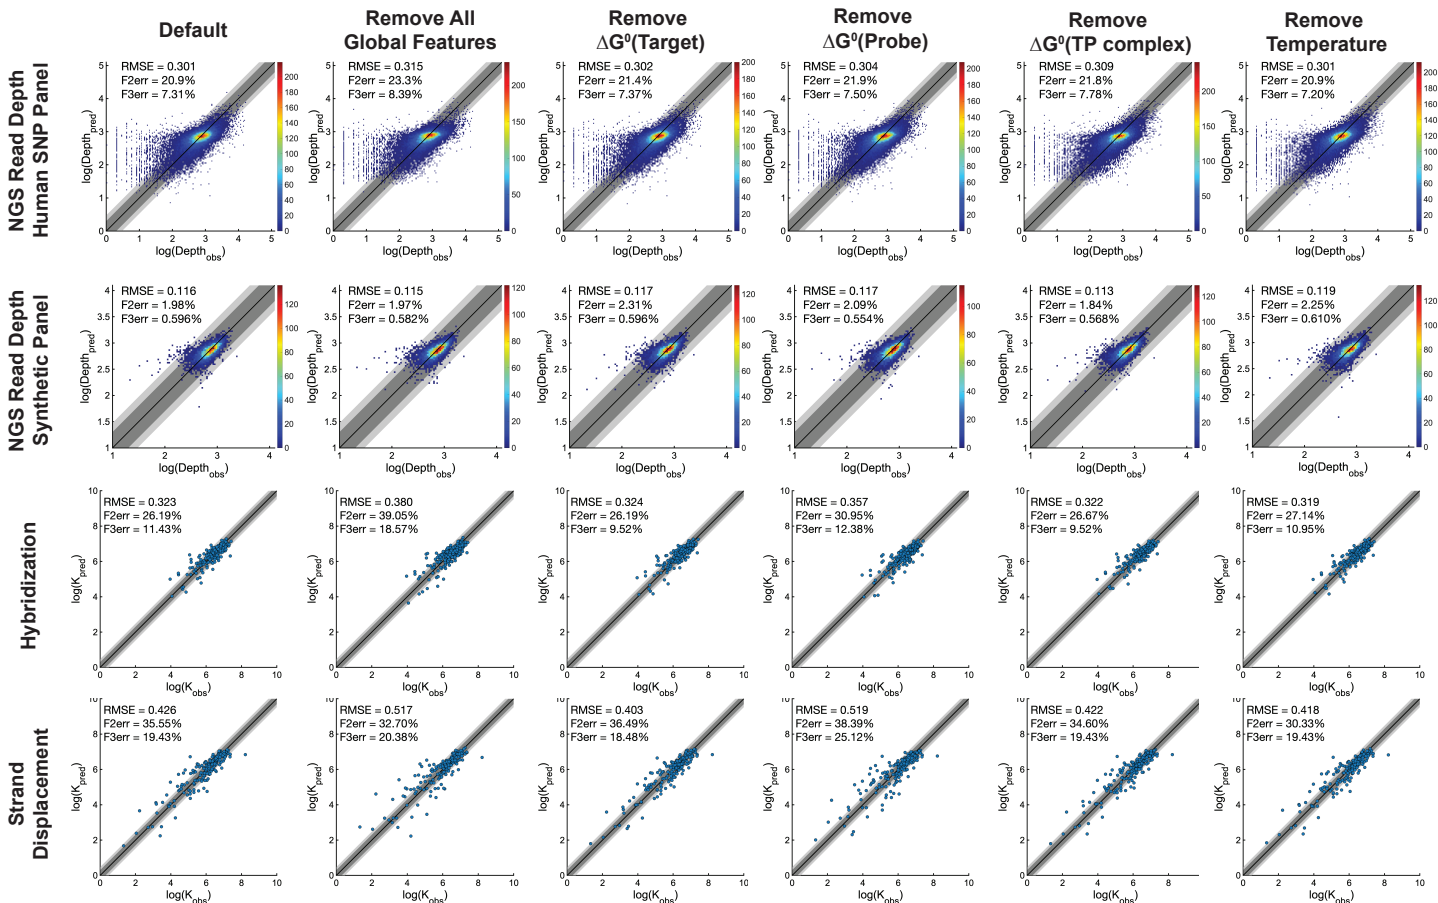 Default
Remove All
Global Features
Remove
ΔG⁰(Target)
Remove
ΔG⁰(Probe)
Remove
ΔG⁰(TP complex)
Remove
Temperature
NGS Read Depth
Human SNP Panel
RMSE = 0.301
F2err = 20.9%
F3err = 7.31%
RMSE = 0.315
F2err = 23.3%
F3err = 8.39%
RMSE = 0.302
F2err = 21.4%
F3err = 7.37%
RMSE = 0.304
F2err = 21.9%
F3err = 7.50%
RMSE = 0.309
F2err = 21.8%
F3err = 7.78%
RMSE = 0.301
F2err = 20.9%
F3err = 7.20%
log(Depth_pred)
log(Depth_obs)
NGS Read Depth
Synthetic Panel
RMSE = 0.116
F2err = 1.98%
F3err = 0.596%
RMSE = 0.115
F2err = 1.97%
F3err = 0.582%
RMSE = 0.117
F2err = 2.31%
F3err = 0.596%
RMSE = 0.117
F2err = 2.09%
F3err = 0.554%
RMSE = 0.113
F2err = 1.84%
F3err = 0.568%
RMSE = 0.119
F2err = 2.25%
F3err = 0.610%
log(Depth_pred)
log(Depth_obs)
Hybridization
RMSE = 0.323
F2err = 26.19%
F3err = 11.43%
RMSE = 0.380
F2err = 39.05%
F3err = 18.57%
RMSE = 0.324
F2err = 26.19%
F3err = 9.52%
RMSE = 0.357
F2err = 30.95%
F3err = 12.38%
RMSE = 0.322
F2err = 26.67%
F3err = 9.52%
RMSE = 0.319
F2err = 27.14%
F3err = 10.95%
log(K_pred)
log(K_obs)
Strand
Displacement
RMSE = 0.426
F2err = 35.55%
F3err = 19.43%
RMSE = 0.517
F2err = 32.70%
F3err = 20.38%
RMSE = 0.403
F2err = 36.49%
F3err = 18.48%
RMSE = 0.519
F2err = 38.39%
F3err = 25.12%
RMSE = 0.422
F2err = 34.60%
F3err = 19.43%
RMSE = 0.418
F2err = 30.33%
F3err = 19.43%
log(K_pred)
log(K_obs)